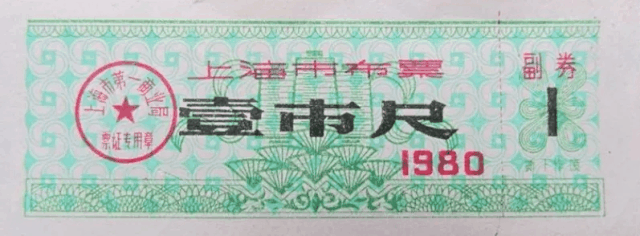 上海市布票
壹市尺
1980
上海市第一商业局
票证专用章
副券
1